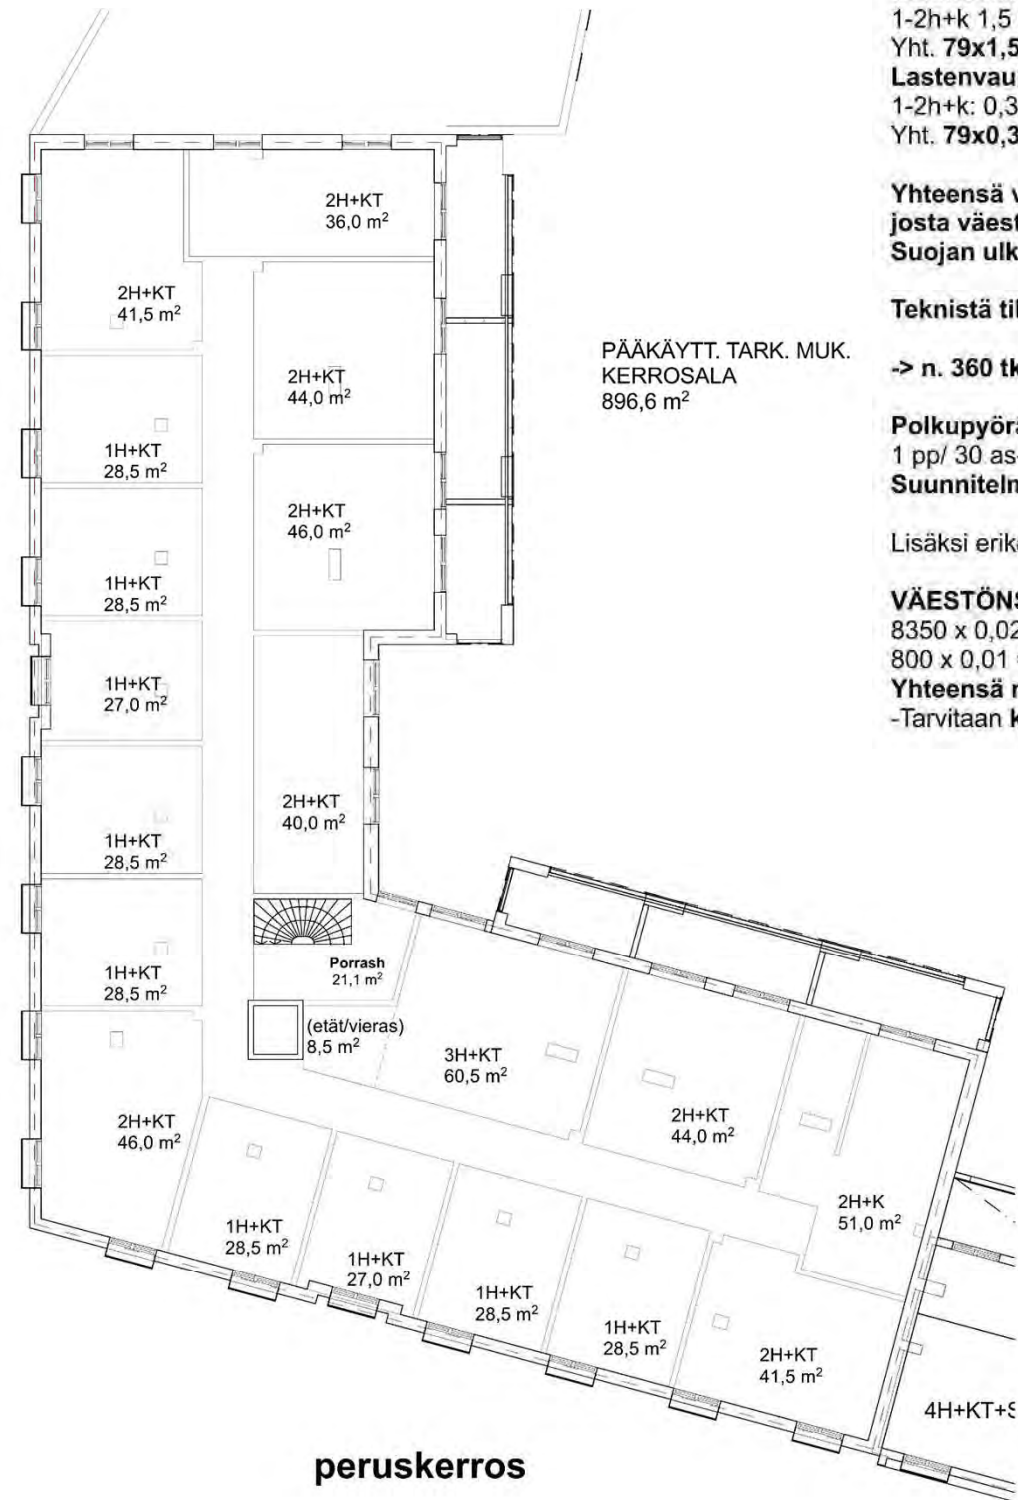 1-2h+k 1,5
Yht. 79x1,5
Lastenvau
1-2h+k: 0,3
Yht. 79x0,3
Yhteensä v
josta väest
Suojan ulk
Teknistä til
-> n. 360 tk
Polkupyörä
1 pp/ 30 as-
Suunnitelm
Lisäksi erik
VÄESTÖNS
8350 x 0,02
800 x 0,01
Yhteensä
-Tarvitaan k
PÄÄKÄYTT. TARK. MUK.
KERROSALA
896,6 m²
2H+KT
36,0 m²
2H+KT
41,5 m²
2H+KT
44,0 m²
1H+KT
28,5 m²
2H+KT
46,0 m²
1H+KT
28,5 m²
1H+KT
27,0 m²
2H+KT
40,0 m²
1H+KT
28,5 m²
1H+KT
28,5 m²
Porrash
21,1 m²
(etät/vieras)
8,5 m²
3H+KT
60,5 m²
2H+KT
46,0 m²
2H+KT
44,0 m²
2H+K
51,0 m²
1H+KT
28,5 m²
1H+KT
27,0 m²
1H+KT
28,5 m²
1H+KT
28,5 m²
2H+KT
41,5 m²
4H+KT+S
peruskerros